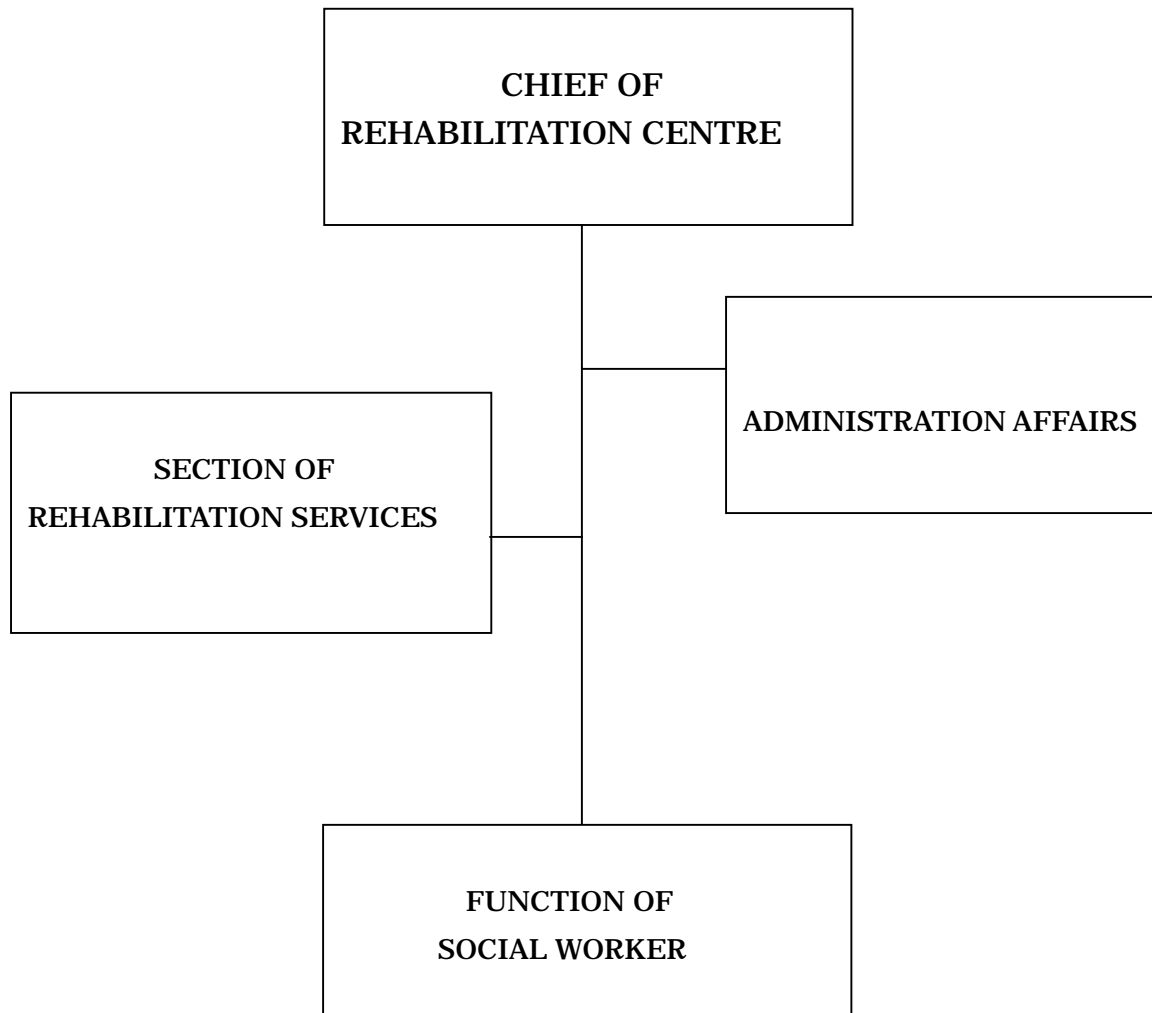 CHIEF OF
REHABILITATION CENTRE
ADMINISTRATION AFFAIRS
SECTION OF
REHABILITATION SERVICES
FUNCTION OF
SOCIAL WORKER